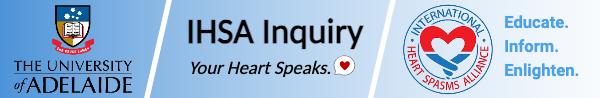 THE UNIVERSITY
of ADELAIDE
IHSA Inquiry
Your Heart Speaks.
INTERNATIONAL
HEART SPASMS ALLIANCE
Educate.
Inform.
Enlighten.